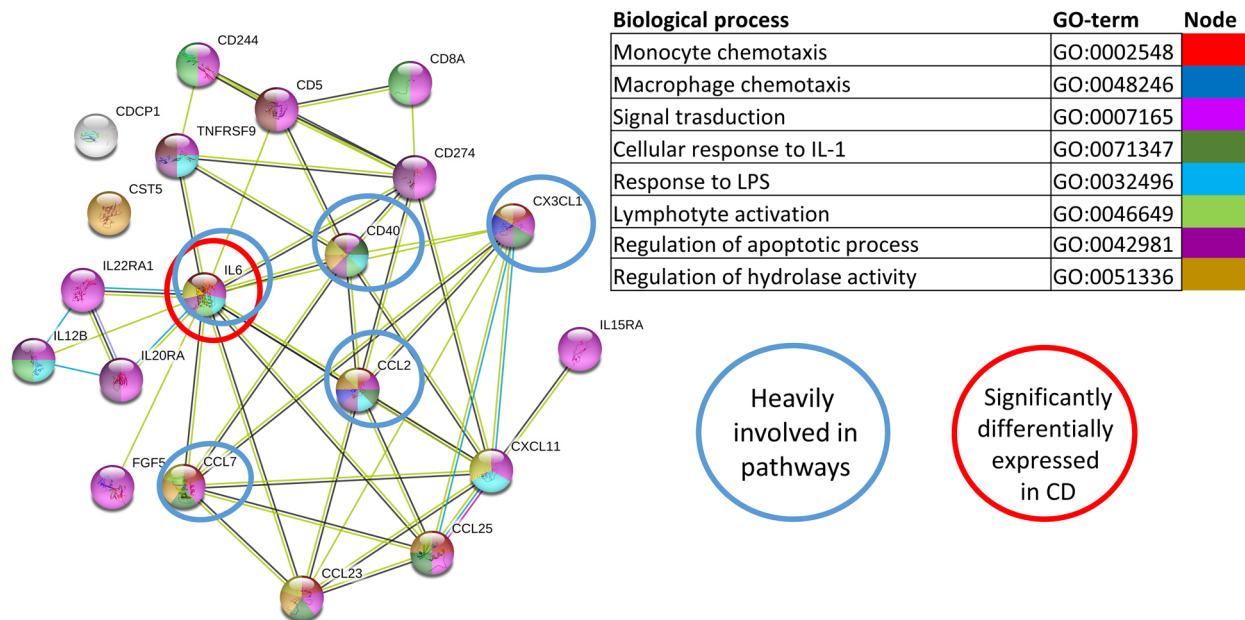 CD244
CD8A
CD5
CDCP1
TNFRSF9
CD274
CST5
CX3CL1
CD40
IL22RA1
IL6
IL12B
IL20RA
IL15RA
CCL2
CXCL11
FGF5
CCL7
CCL25
CCL23
Biological process GO-term Node
Monocyte chemotaxis GO:0002548
Macrophage chemotaxis GO:0048246
Signal trasduction GO:0007165
Cellular response to IL-1 GO:0071347
Response to LPS GO:0032496
Lymphotyte activation GO:0046649
Regulation of apoptotic process GO:0042981
Regulation of hydrolase activity GO:0051336
Heavily
involved in
pathways
Significantly
differentially
expressed
in CD